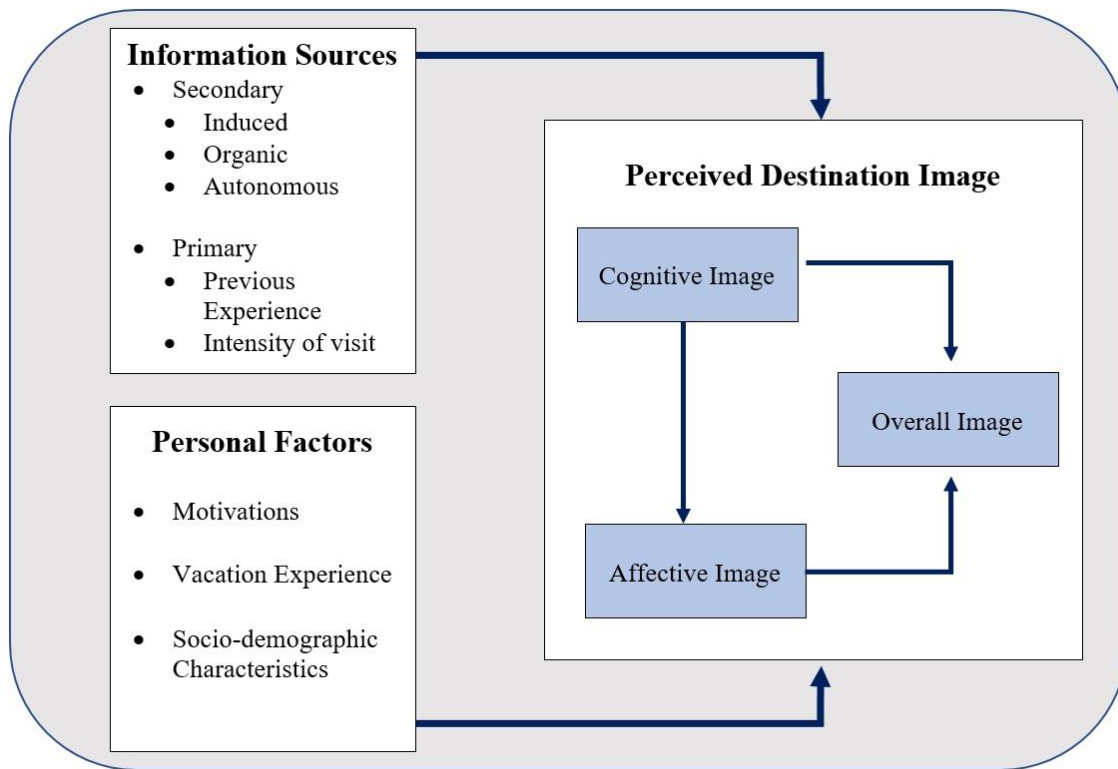 Information Sources
• Secondary
• Induced
• Organic
• Autonomous
• Primary
• Previous
Experience
• Intensity of visit
Personal Factors
• Motivations
• Vacation Experience
• Socio-demographic
Characteristics
Perceived Destination Image
Cognitive Image
Overall Image
Affective Image